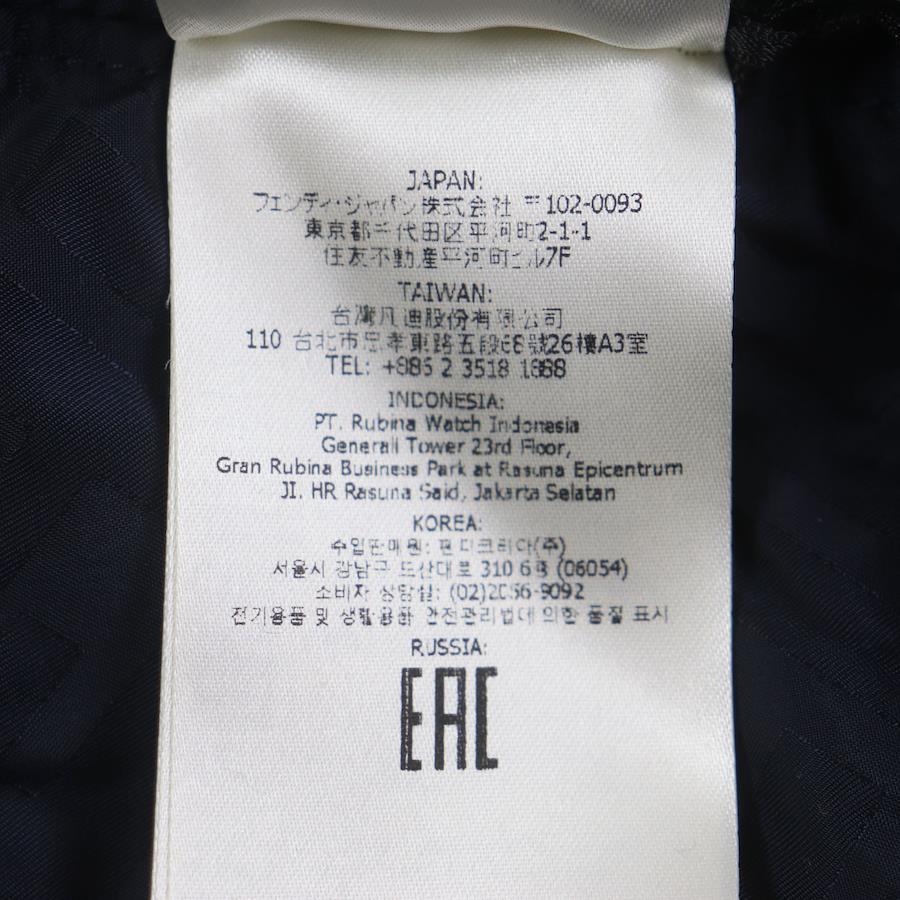 JAPAN:
フェンディ・ジャパン株式会社 〒102-0093
東京都千代田区平河町2-1-1
住友不動産平河町ビル7F
TAIWAN:
台灣凡迪股份有限公司
110 台北市忠孝東路五段68號26樓A3室
TEL: +886 2 3518 1868
INDONESIA:
PT. Rubina Watch Indonesia
Generali Tower 23rd Floor,
Gran Rubina Business Park at Rasuna Epicentrum
JI. HR Rasuna Said, Jakarta Selatan
KOREA:
수입판매원: 펜디코리아(주)
서울시 강남구 도산대로 310 6층 (06054)
소비자 상담실: (02)2056-9092
전기용품 및 생활용품 안전관리법에 의한 품질 표시
RUSSIA:
EAC